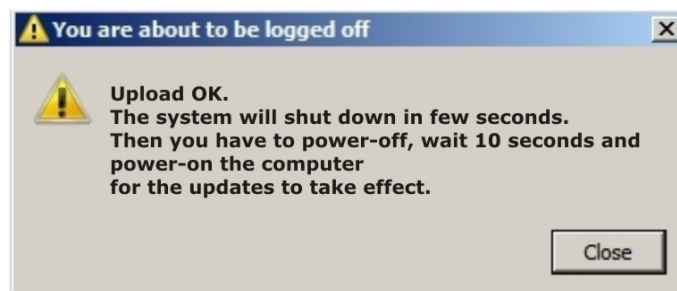 You are about to be logged off
Upload OK.
The system will shut down in few seconds.
Then you have to power-off, wait 10 seconds and
power-on the computer
for the updates to take effect.
Close